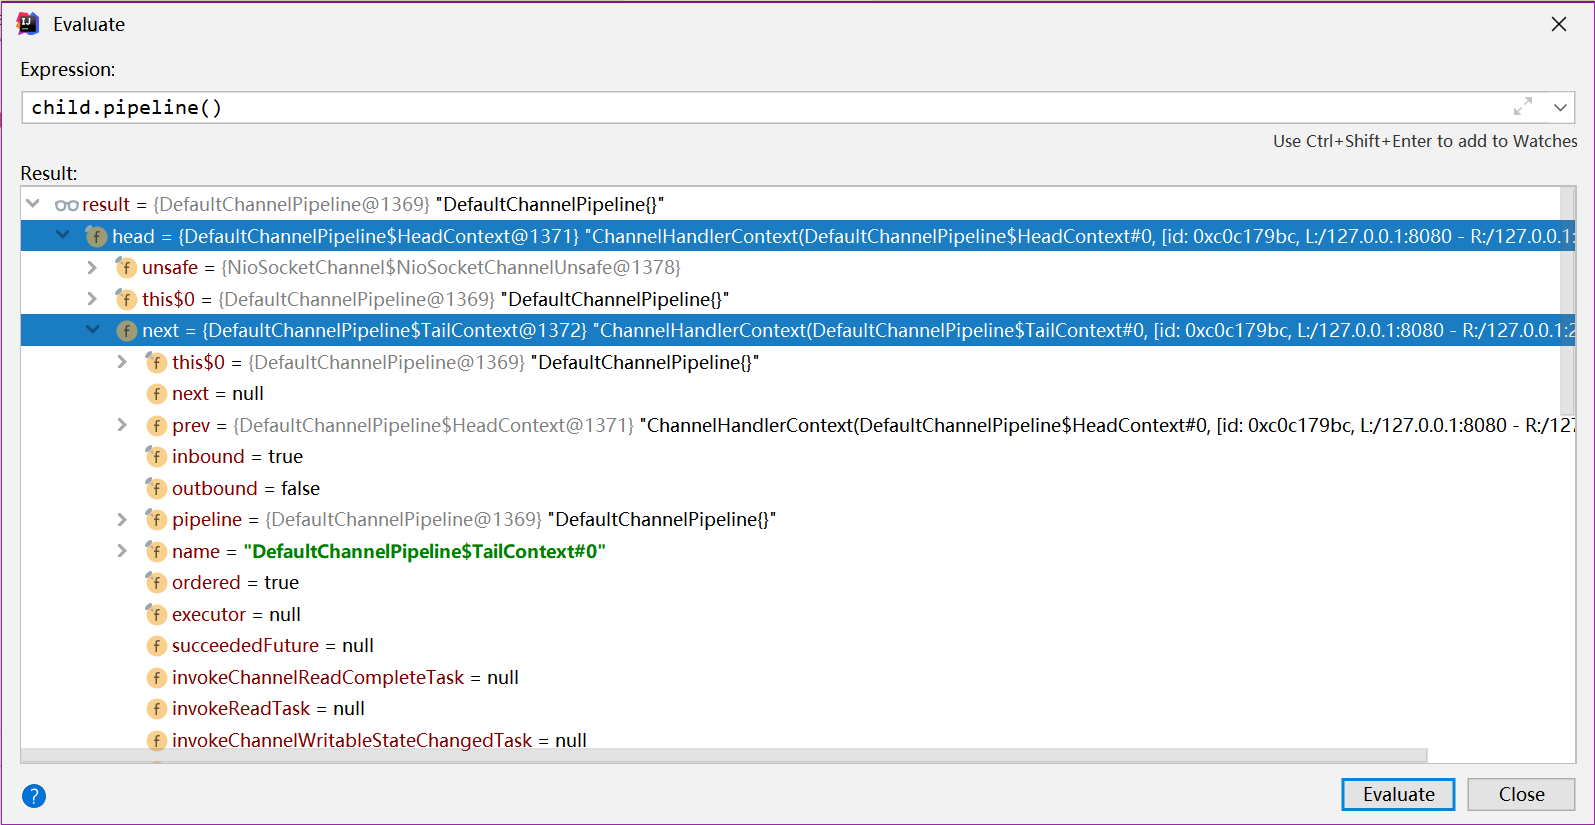 Evaluate
Expression:
child.pipeline()
Use Ctrl+Shift+Enter to add to Watches
Result:
result = {DefaultChannelPipeline@1369} "DefaultChannelPipeline{}"
head = {DefaultChannelPipeline$HeadContext@1371} "ChannelHandlerContext(DefaultChannelPipeline$HeadContext#0, [id: 0xc0c179bc, L:/127.0.0.1:8080 - R:/127.0.0.1:
unsafe = {NioSocketChannel$NioSocketChannelUnsafe@1378}
this$0 = {DefaultChannelPipeline@1369} "DefaultChannelPipeline{}"
next = {DefaultChannelPipeline$TailContext@1372} "ChannelHandlerContext(DefaultChannelPipeline$TailContext#0, [id: 0xc0c179bc, L:/127.0.0.1:8080 - R:/127.0.0.1:2
this$0 = {DefaultChannelPipeline@1369} "DefaultChannelPipeline{}"
next = null
prev = {DefaultChannelPipeline$HeadContext@1371} "ChannelHandlerContext(DefaultChannelPipeline$HeadContext#0, [id: 0xc0c179bc, L:/127.0.0.1:8080 - R:/127
inbound = true
outbound = false
pipeline = {DefaultChannelPipeline@1369} "DefaultChannelPipeline{}"
name = "DefaultChannelPipeline$TailContext#0"
ordered = true
executor = null
succeededFuture = null
invokeChannelReadCompleteTask = null
invokeReadTask = null
invokeChannelWritableStateChangedTask = null
Evaluate
Close